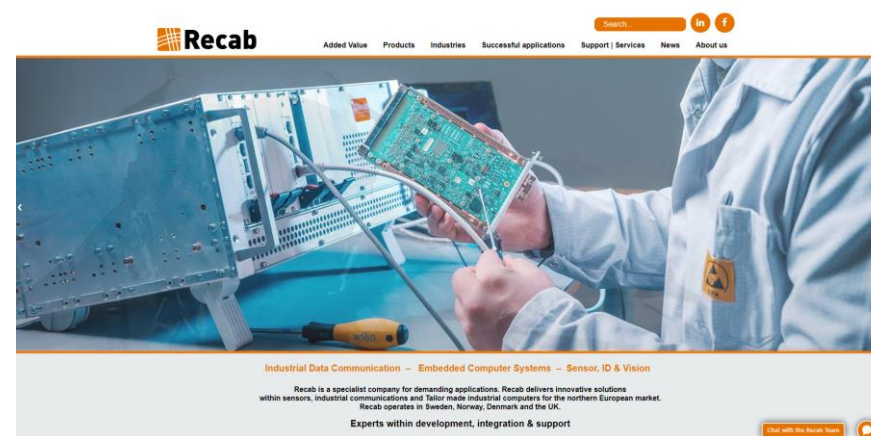 Search...
in f
Recab
Added Value Products Industries Successful applications Support | Services News About us
Wiha
Industrial Data Communication – Embedded Computer Systems – Sensor, ID & Vision
Recab is a specialist company for demanding applications. Recab delivers innovative solutions
within sensors, industrial communications and Tailor made industrial computers for the northern European market.
Recab operates in Sweden, Norway, Denmark and the UK.
Experts within development, integration & support
Chat with the Recab Team